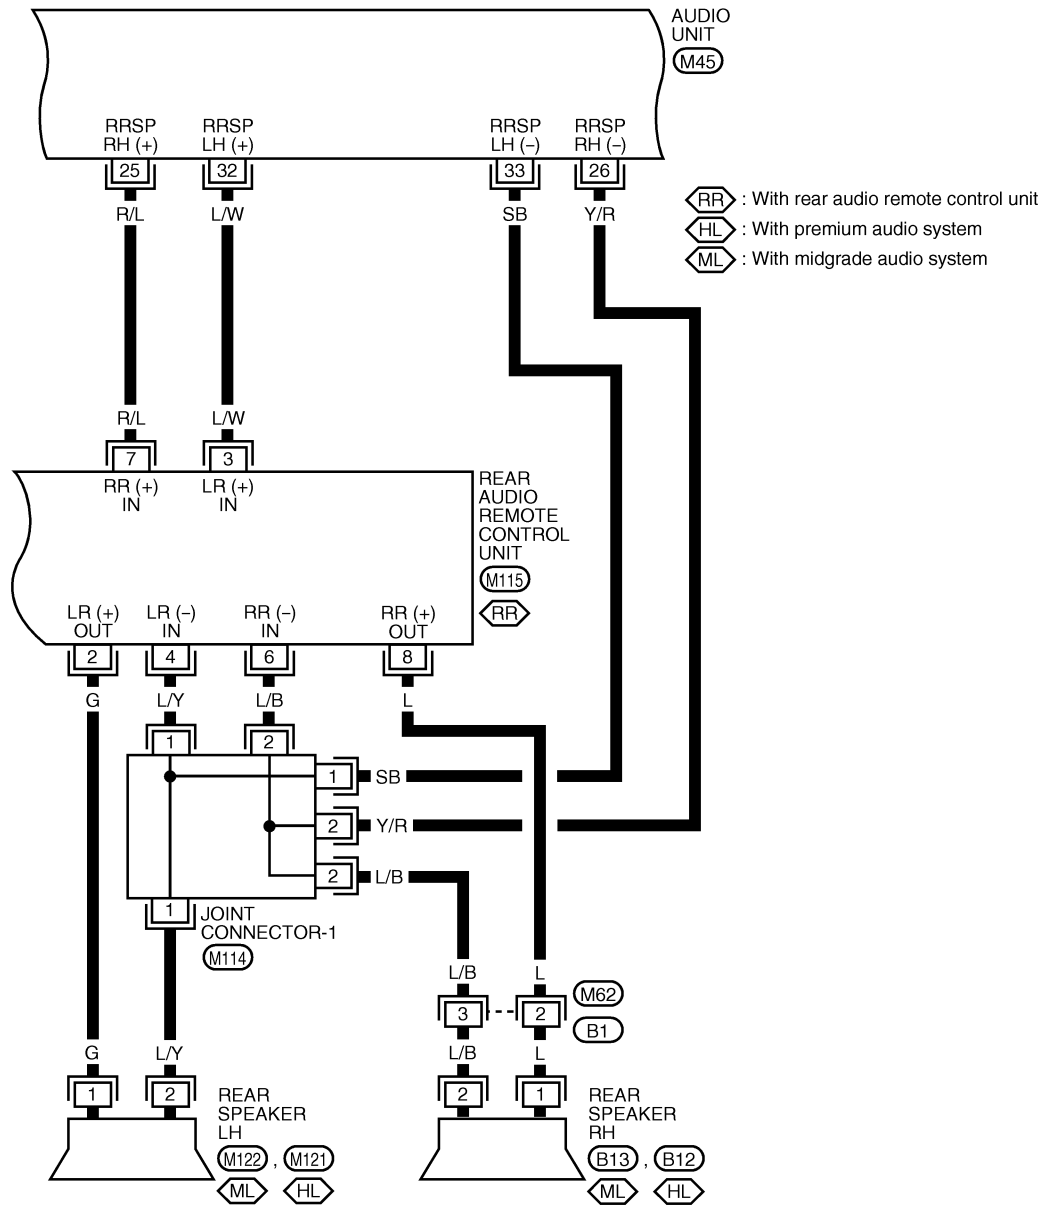 AUDIO
UNIT
M45
RRSP
RH (+)
RRSP
LH (+)
RRSP
LH (–)
RRSP
RH (–)
25
32
33
26
R/L
L/W
SB
Y/R
RR : With rear audio remote control unit
HL : With premium audio system
ML : With midgrade audio system
R/L
L/W
7
3
RR (+)
IN
LR (+)
IN
REAR
AUDIO
REMOTE
CONTROL
UNIT
M115
RR
LR (+)
OUT
LR (–)
IN
RR (–)
IN
RR (+)
OUT
2
4
6
8
G
L/Y
L/B
L
1
2
1
SB
2
Y/R
2
L/B
1
JOINT
CONNECTOR-1
M114
L/B
L
3
2
M62
B1
G
L/Y
L/B
L
1
2
2
1
REAR
SPEAKER
LH
M122 , M121
ML
HL
REAR
SPEAKER
RH
B13 , B12
ML
HL